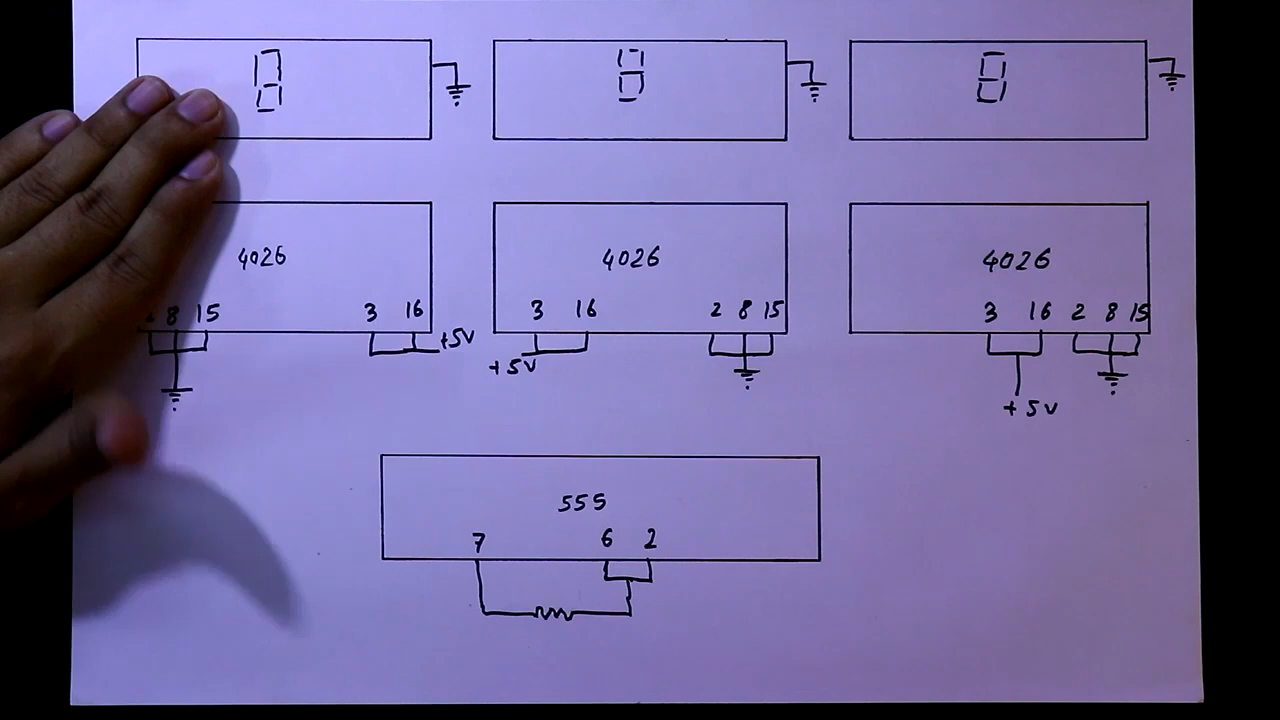 4026 4026 4026
8 15 3 16 3 16 2 8 15 3 16 2 8 15
+5V +5V
+5V
555
7 6 2